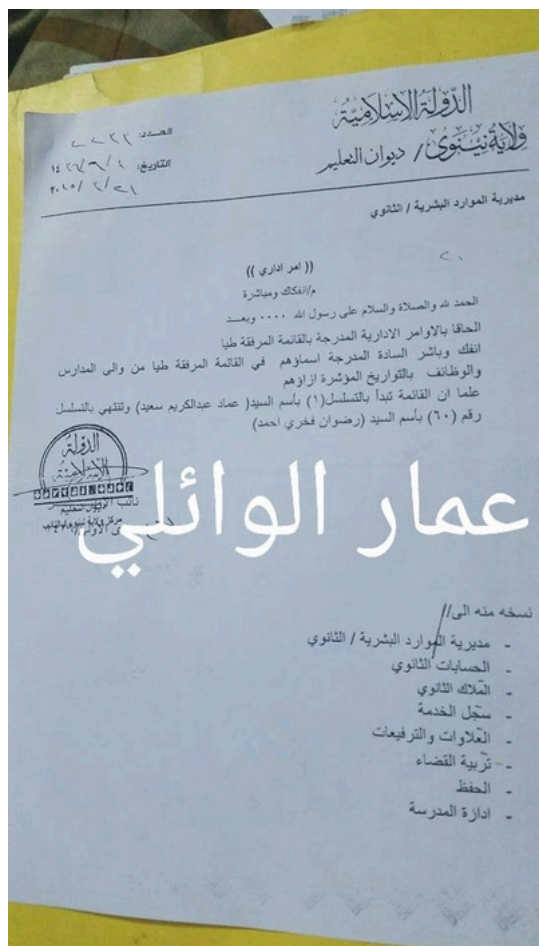 الدولة الإسلامية
ولاية نينوى / ديوان التعليم
العدد:
التاريخ:
مديرية الموارد البشرية / الثانوي
(( امر اداري ))
م/انفكاك ومباشرة
الحمد لله والصلاة والسلام على رسول الله ٠٠٠٠ وبعـــد
الحاقا بالاوامر الادارية المدرجة بالقائمة المرفقة طيا
انفك وباشر السادة المدرجة اسماؤهم في القائمة المرفقة طيا من والى المدارس
والوظائف بالتواريخ المؤشرة ازاؤهم
علما ان القائمة تبدأ بالتسلسل(١) بأسم السيد( عماد عبدالكريم سعيد) وتنتهي بالتسلسل
رقم (٦٠) بأسم السيد (رضوان فخري احمد)
الدولة
الإسلامية
عمار الوائلي
نسخه منه الى//
- مديرية الموارد البشرية / الثانوي
- الحسابات الثانوي
- الملاك الثانوي
- سجل الخدمة
- العلاوات والترفيعات
- تربية القضاء
- الحفظ
- ادارة المدرسة